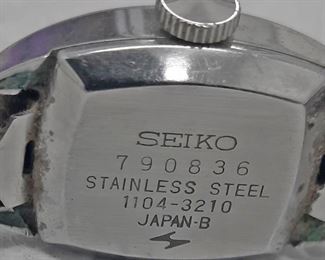 SEIKO
790836
STAINLESS STEEL
1104-3210
JAPAN-B